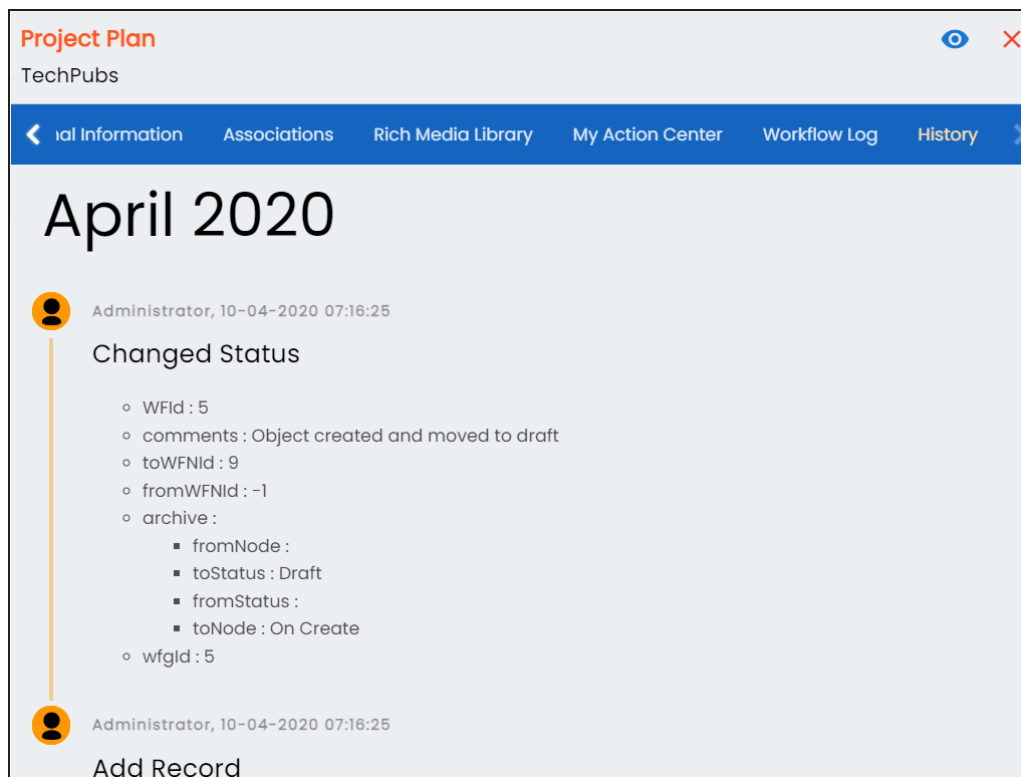 Project Plan
TechPubs
nal Information Associations Rich Media Library My Action Center Workflow Log History
April 2020
Administrator, 10-04-2020 07:16:25
Changed Status
WFId : 5
comments : Object created and moved to draft
toWFNId : 9
fromWFNId : -1
archive :
fromNode :
toStatus : Draft
fromStatus :
toNode : On Create
wfgId : 5
Administrator, 10-04-2020 07:16:25
Add Record